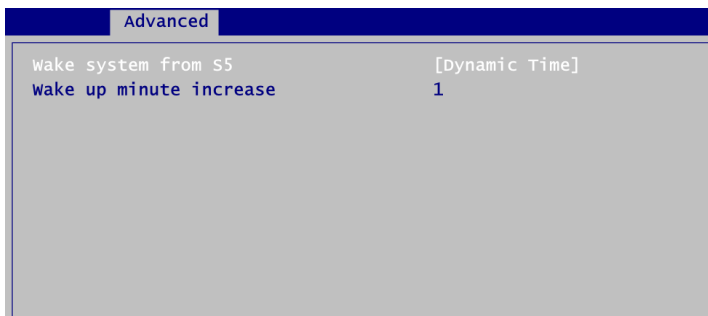 Advanced
Wake system from S5 [Dynamic Time]
Wake up minute increase 1